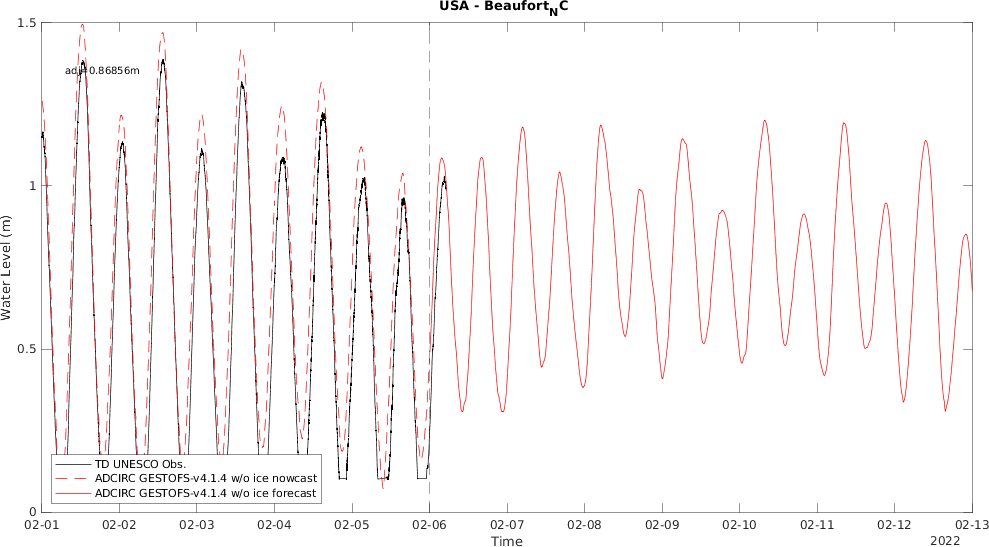 USA - Beaufort_NC
1.5
adj=0.86856m
1
Water Level (m)
0.5
TD UNESCO Obs.
ADCIRC GESTOFS-v4.1.4 w/o ice nowcast
ADCIRC GESTOFS-v4.1.4 w/o ice forecast
0
02-01 02-02 02-03 02-04 02-05 02-06 02-07 02-08 02-09 02-10 02-11 02-12 02-13
Time
2022